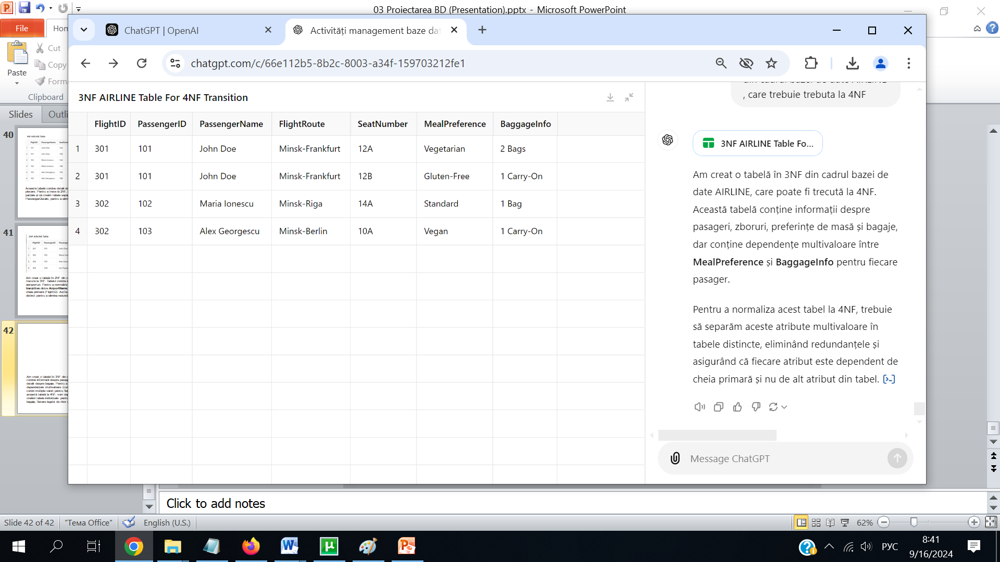 03 Proiectarea BD (Presentation).pptx - Microsoft PowerPoint
File
Paste
Cut
Copy
Clipboard
Slides
40
41
42
ChatGPT | OpenAI
Activități management baze
chatgpt.com/c/66e112b5-8b2c-8003-a34f-159703212fe1
3NF AIRLINE Table For 4NF Transition
FlightID PassengerID PassengerName FlightRoute SeatNumber MealPreference BaggageInfo
1 301 101 John Doe Minsk-Frankfurt 12A Vegetarian 2 Bags
2 301 101 John Doe Minsk-Frankfurt 12B Gluten-Free 1 Carry-On
3 302 102 Maria Ionescu Minsk-Riga 14A Standard 1 Bag
4 302 103 Alex Georgescu Minsk-Berlin 10A Vegan 1 Carry-On
, care trebuie trebuta la 4NF
3NF AIRLINE Table Fo...
Am creat o tabelă în 3NF din cadrul bazei de
date AIRLINE, care poate fi trecută la 4NF.
Această tabelă conține informații despre
pasageri, zboruri, preferințe de masă și bagaje,
dar conține dependențe multivaloare între
MealPreference și BaggageInfo pentru fiecare
pasager.
Pentru a normaliza acest tabel la 4NF, trebuie
să separăm aceste atribute multivaloare în
tabele distincte, eliminând redundanțele și
asigurând că fiecare atribut este dependent de
cheia primară și nu de alt atribut din tabel.
Message ChatGPT
Click to add notes
Slide 42 of 42
"Тема Office"
English (U.S.)
62%
РУС
8:41
9/16/2024